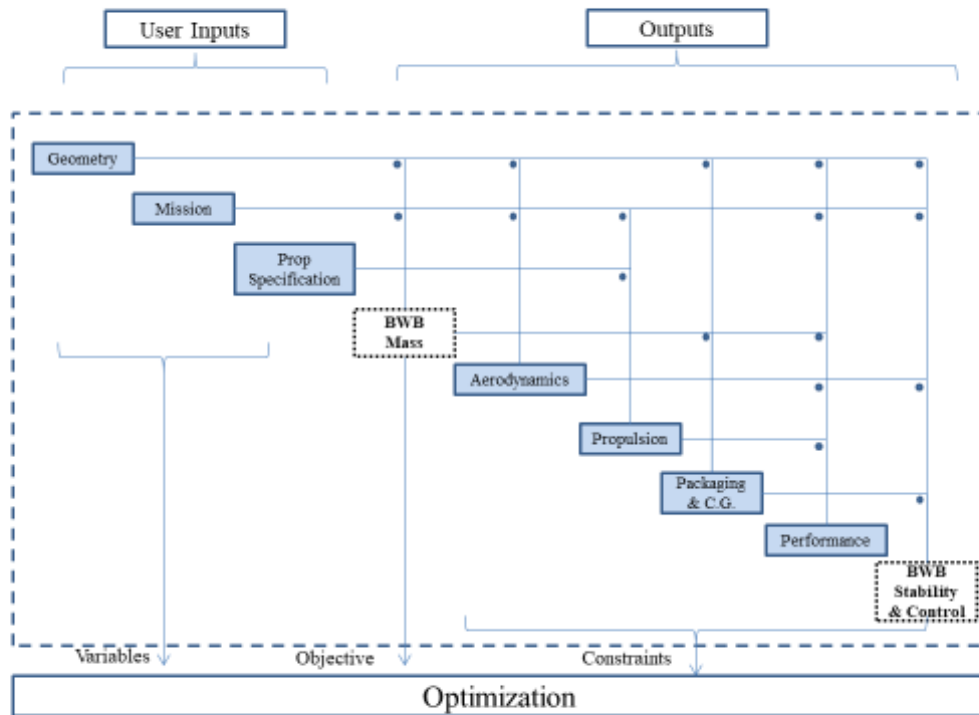 User Inputs
Outputs
Geometry
Mission
Prop
Specification
BWB
Mass
Aerodynamics
Propulsion
Packaging
& C.G.
Performance
BWB
Stability
& Control
Variables
Objective
Constraints
Optimization